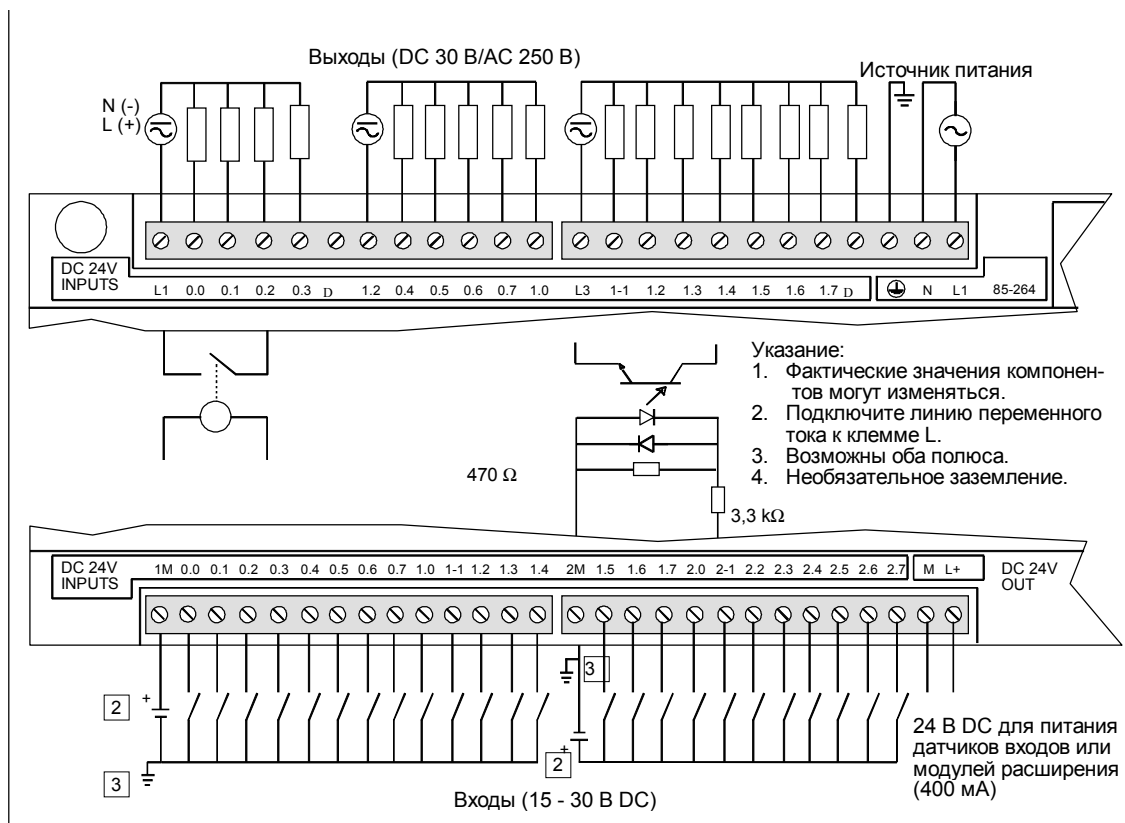 Выходы (DC 30 В/AC 250 В)
Источник питания
N (-)
L (+)
DC 24V
INPUTS
L1 0.0 0.1 0.2 0.3 D 1.2 0.4 0.5 0.6 0.7 1.0 L3 1-1 1.2 1.3 1.4 1.5 1.6 1.7 D N L1 85-264
Указание:
1. Фактические значения компонен-
тов могут изменяться.
2. Подключите линию переменного
тока к клемме L.
3. Возможны оба полюса.
4. Необязательное заземление.
470 Ω
3,3 kΩ
DC 24V
INPUTS
1M 0.0 0.1 0.2 0.3 0.4 0.5 0.6 0.7 1.0 1-1 1.2 1.3 1.4 2M 1.5 1.6 1.7 2.0 2-1 2.2 2.3 2.4 2.5 2.6 2.7 M L+
DC 24V
OUT
3
2 +
+
2
3
24 В DC для питания
датчиков входов или
модулей расширения
(400 мА)
Входы (15 - 30 В DC)